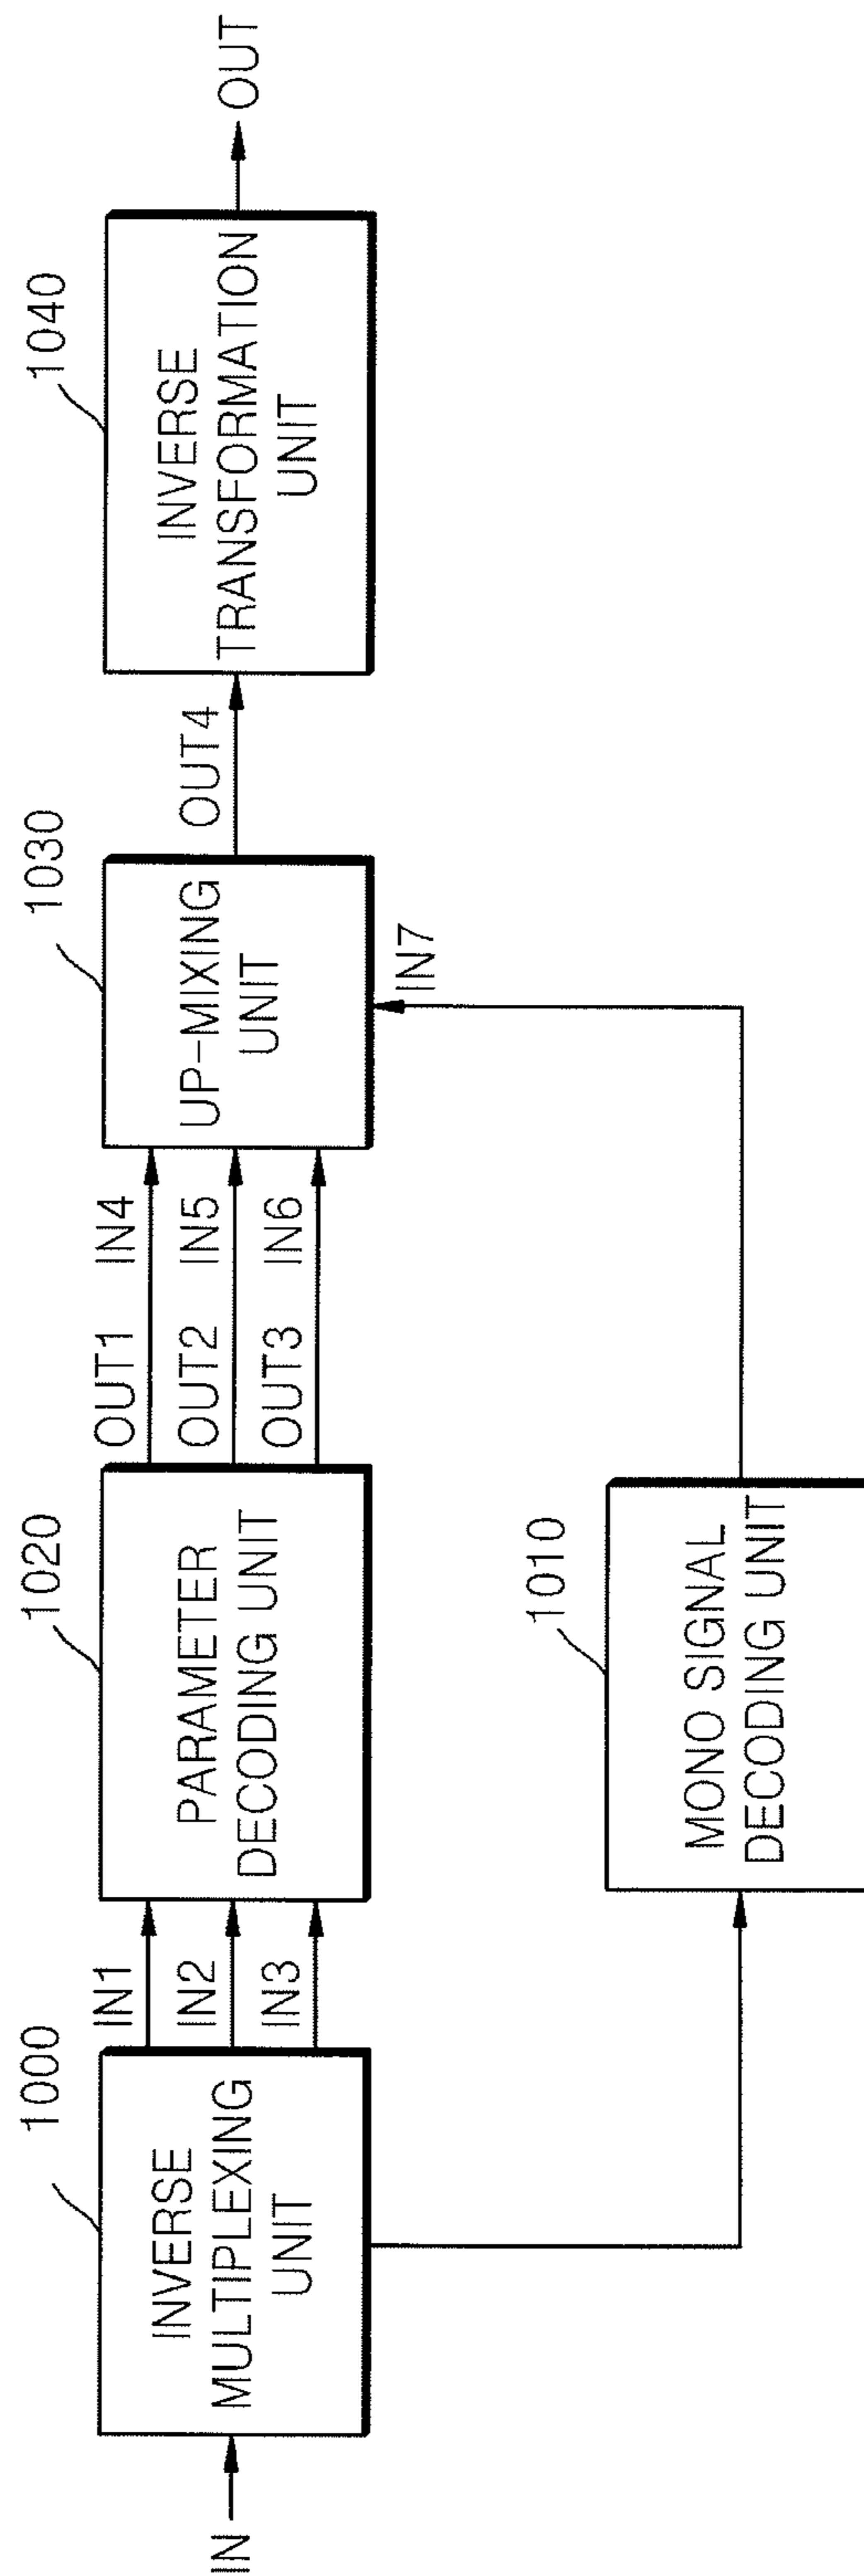 IN
1000
INVERSE
MULTIPLEXING
UNIT
IN1
IN2
IN3
1020
PARAMETER
DECODING UNIT
OUT1 IN4
OUT2 IN5
OUT3 IN6
1030
UP-MIXING
UNIT
IN7
OUT4
1040
INVERSE
TRANSFORMATION
UNIT
OUT
1010
MONO SIGNAL
DECODING UNIT